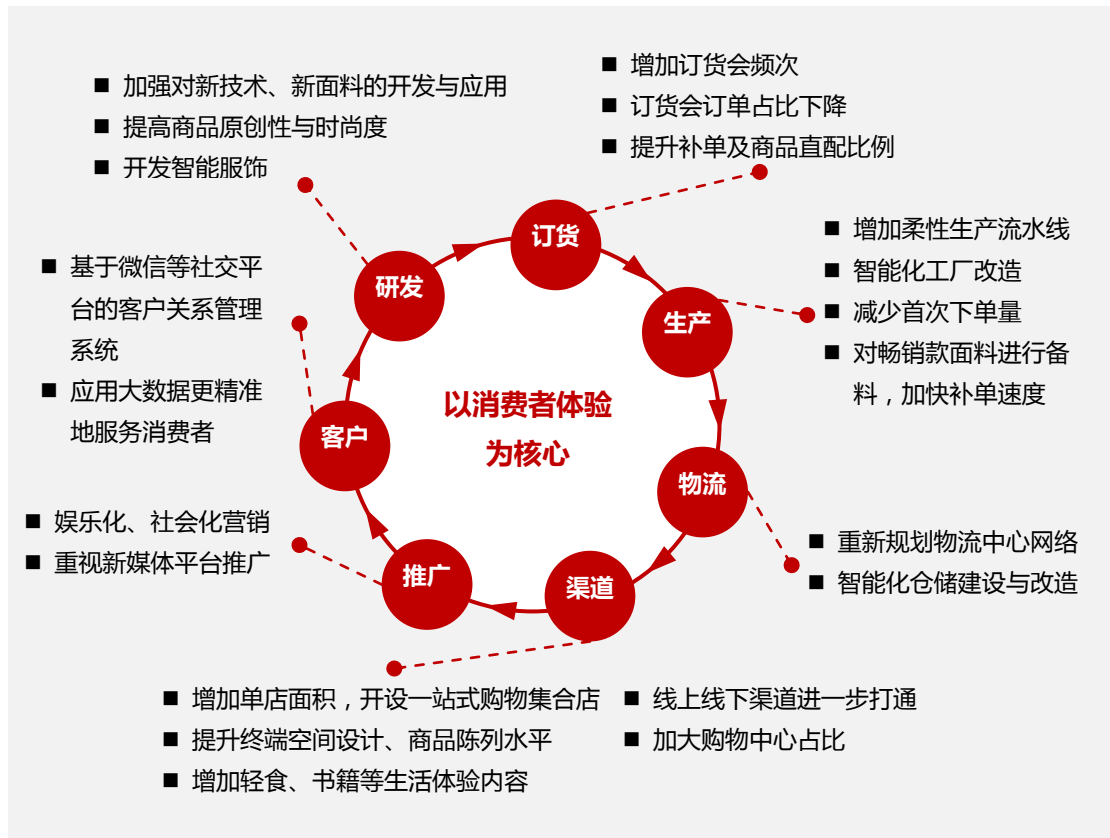 ■ 加强对新技术、新面料的开发与应用
■ 提高商品原创性与时尚度
■ 开发智能服饰
■ 增加订货会频次
■ 订货会订单占比下降
■ 提升补单及商品直配比例
订货
研发
生产
■ 增加柔性生产流水线
■ 智能化工厂改造
■ 减少首次下单量
■ 对畅销款面料进行备
料，加快补单速度
■ 基于微信等社交平
台的客户关系管理
系统
■ 应用大数据更精准
地服务消费者
以消费者体验
为核心
客户
物流
■ 娱乐化、社会化营销
■ 重视新媒体平台推广
推广
渠道
■ 重新规划物流中心网络
■ 智能化仓储建设与改造
■ 增加单店面积，开设一站式购物集合店
■ 提升终端空间设计、商品陈列水平
■ 增加轻食、书籍等生活体验内容
■ 线上线下渠道进一步打通
■ 加大购物中心占比